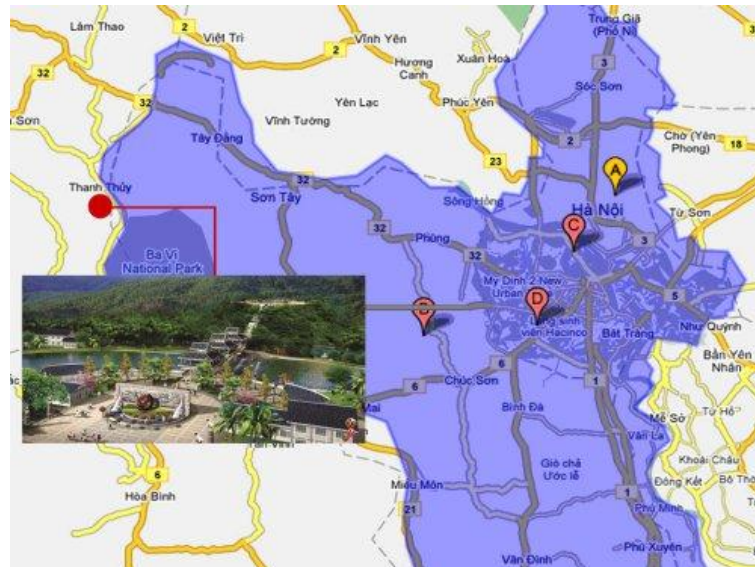 Lâm Thao
2
Việt Trì
Vĩnh Yên
2
Hương
Canh
Xuân Hoà
Trung Giã
(Phố Nỉ)
3
32
32
Yên Lạc
Phúc Yên
Sóc Sơn
Vĩnh Tường
2
Chờ (Yên
Phong)
18
Tây Đằng
23
A
Thanh Thủy
Sơn Tây
32
Sông Hồng
Hà Nội
Từ Sơn
C
32
Phùng
3
Ba Vì
National Park
32
My Dinh 2 New
Urban
5
D
sinh
viên Hacinco
Bát Tràng
Như Quỳnh
6
Bần Yên
Nhân
6
Chúc Sơn
1
Mai
Bình Đà
Mễ Sở
Văn La
6
Giò chả
Ước lễ
Khoái Châu
Hòa Bình
Miếu Môn
Đông Kết
1
21
Phú Minh
Vân Đình
Phú Xuyên